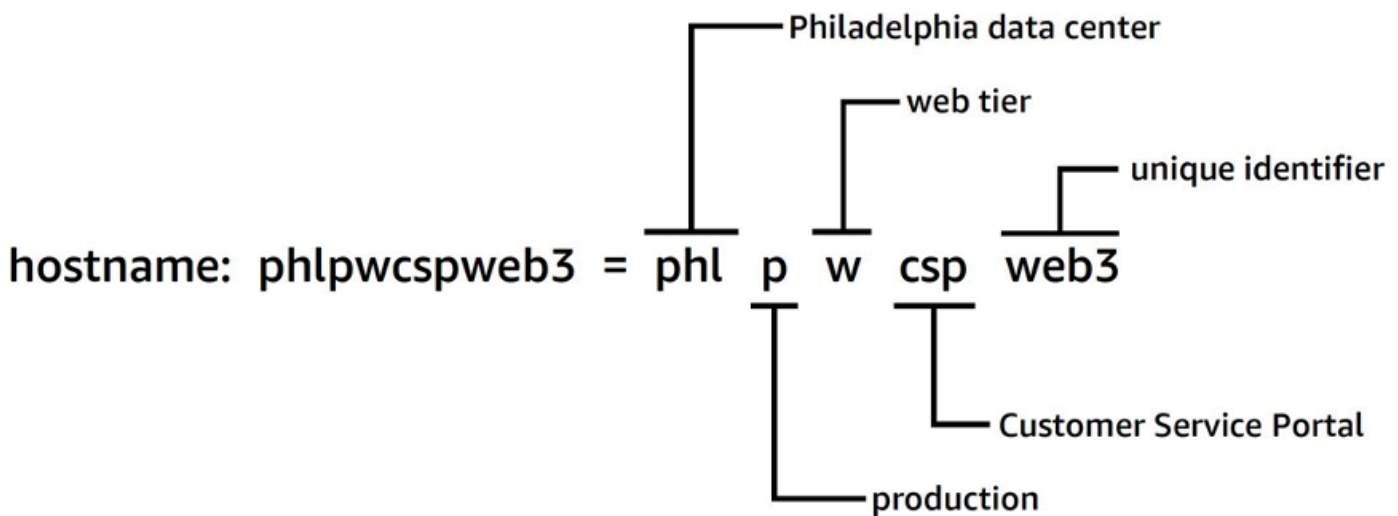 Philadelphia data center
web tier
unique identifier
hostname: phlpwcspweb3 = phl p w csp web3
Customer Service Portal
production